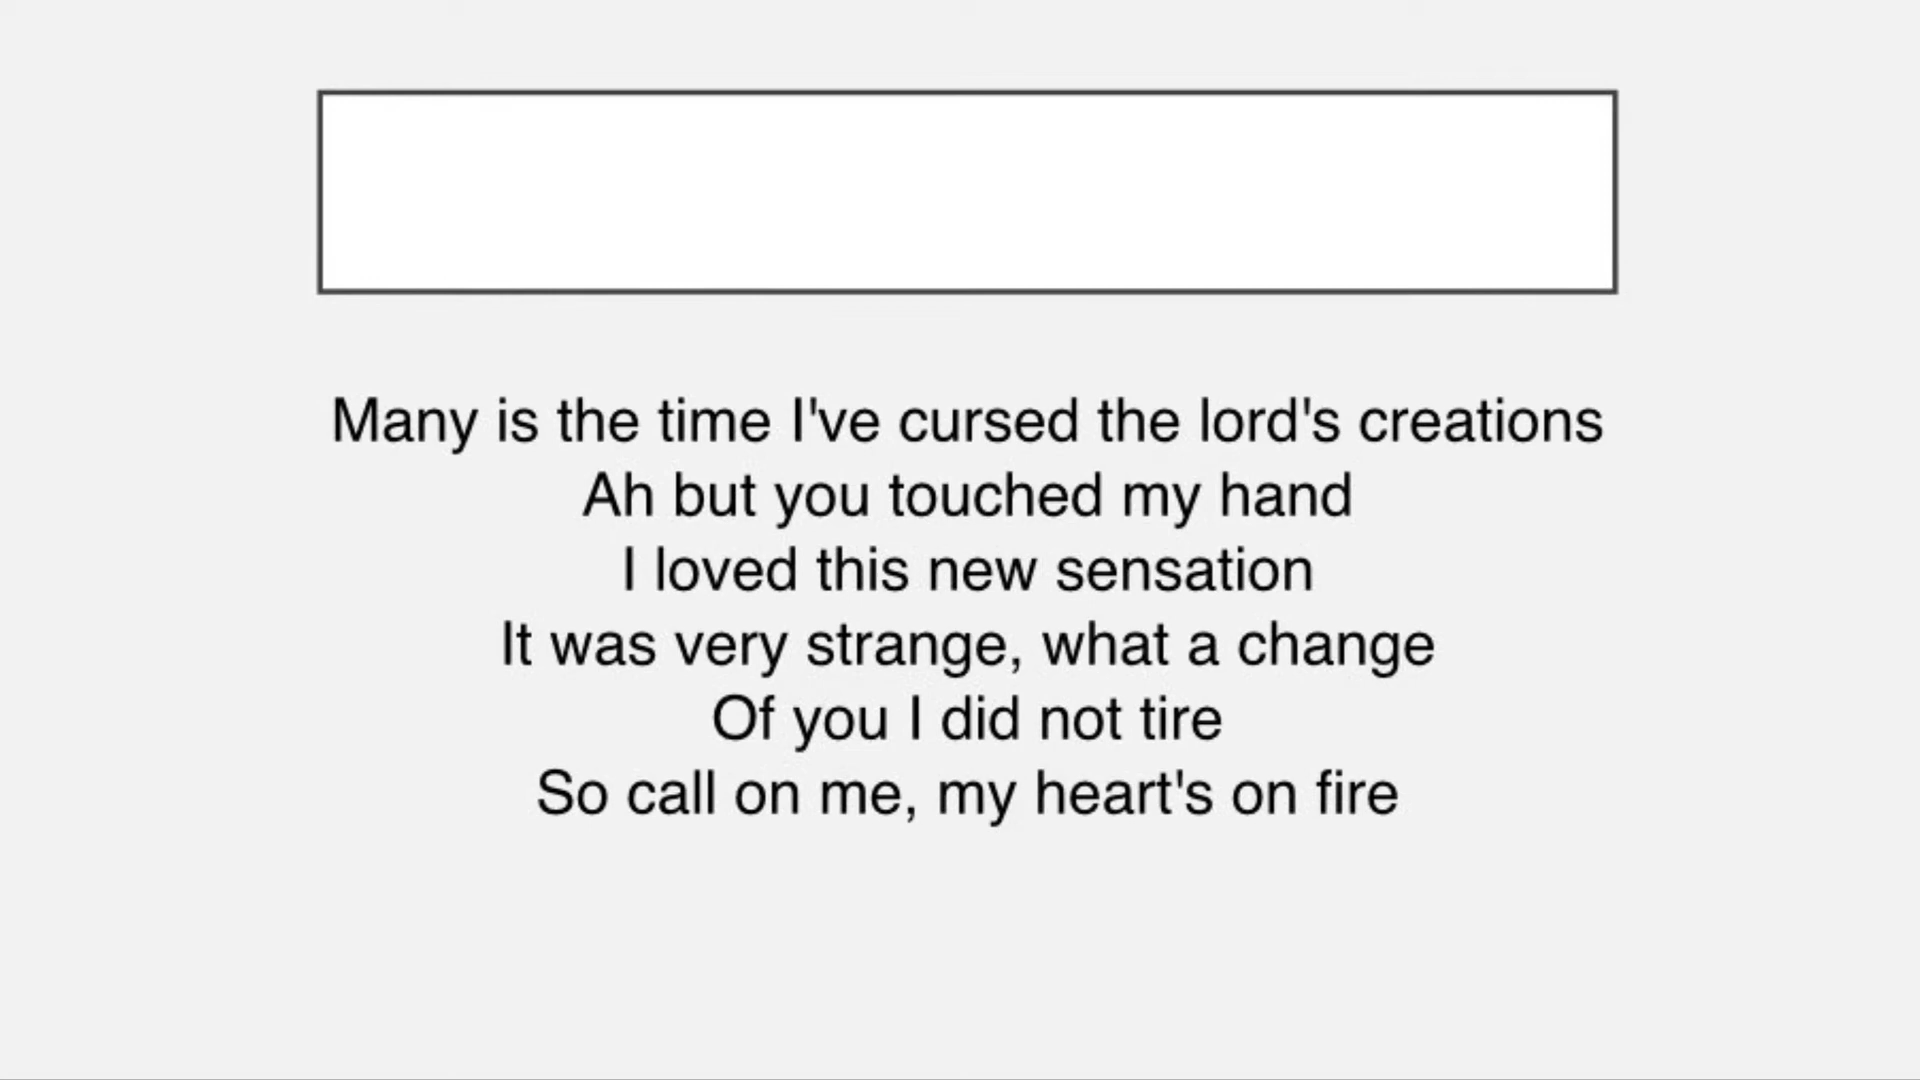 Many is the time I've cursed the lord's creations
Ah but you touched my hand
I loved this new sensation
It was very strange, what a change
Of you I did not tire
So call on me, my heart's on fire